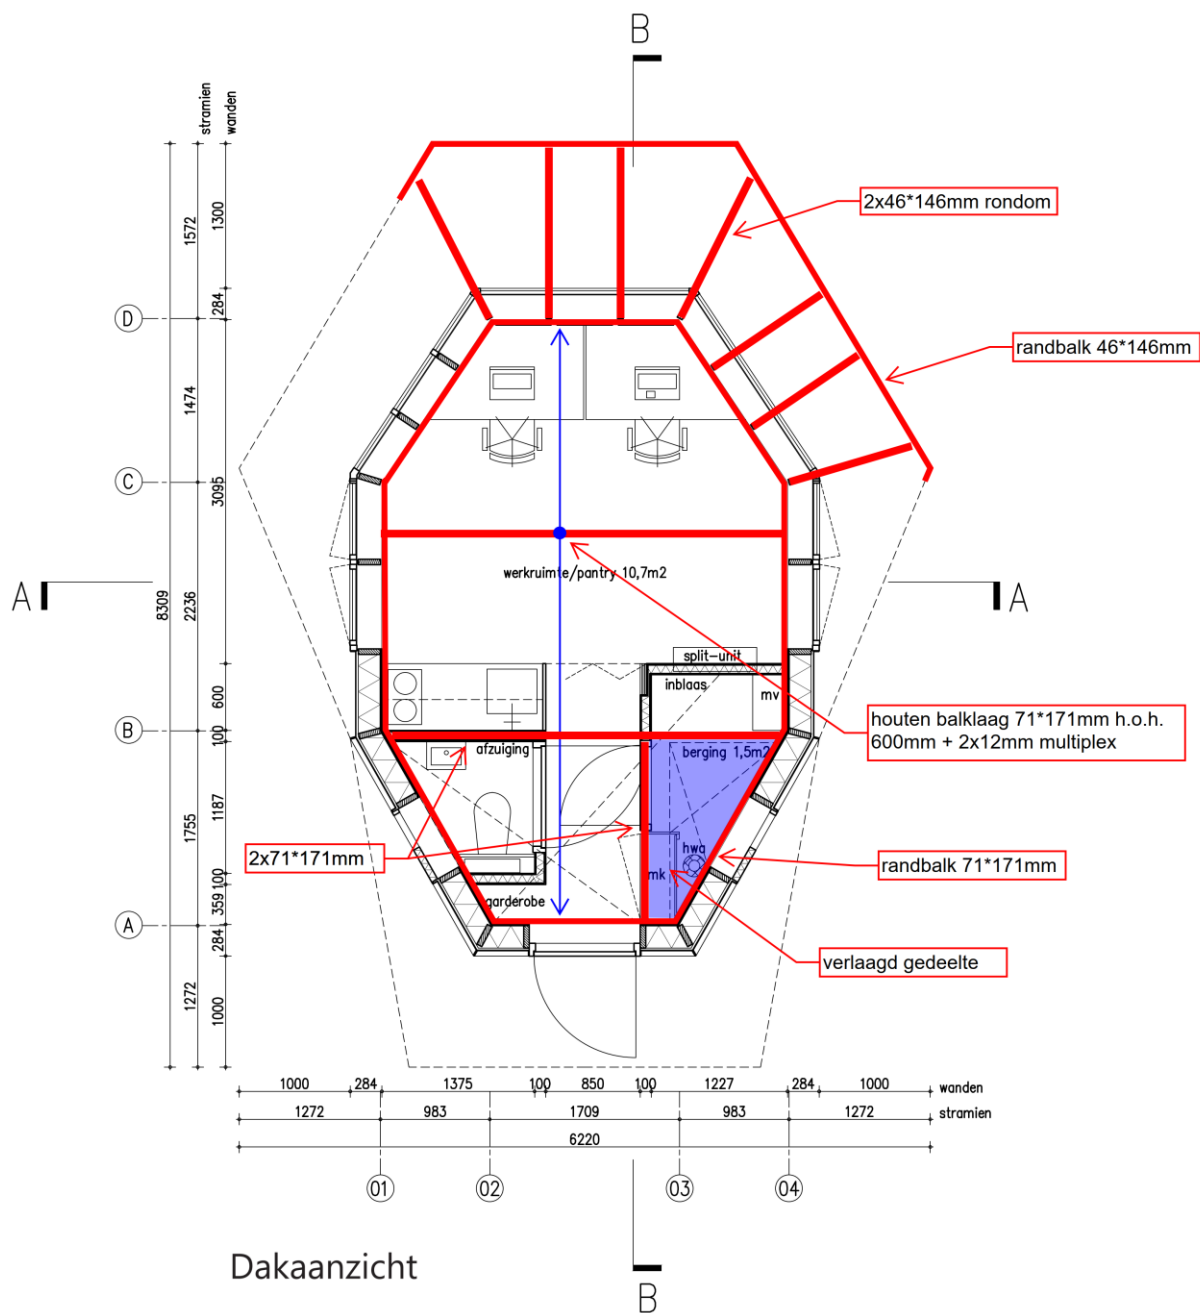 B
stramien
wanden
2x46*146mm rondom
1572
1300
284
D
randbalk 46*146mm
1474
C
3095
werkruimte/pantry 10,7m2
A
8309
2236
A
split-unit
inblaas
mv
600
houten balklaag 71*171mm h.o.h.
600mm + 2x12mm multiplex
B
100
afzuiging
berging 1,5m2
1187
1755
2x71*171mm
hwa
mk
randbalk 71*171mm
100
359
garderobe
A
284
verlaagd gedeelte
1272
1000
1000
284
1375
100
850
100
1227
284
1000
wanden
1272
983
1709
983
1272
stramien
6220
01
02
03
04
Dakaanzicht
B